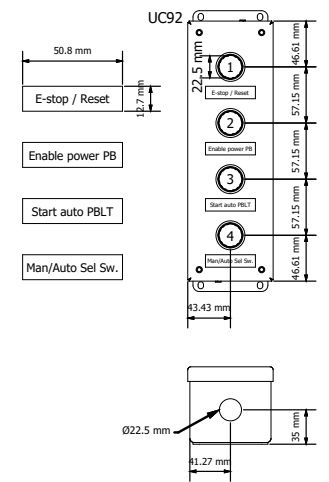 UC92
50.8 mm
12.7 mm
E-stop / Reset
Enable power PB
Start auto PBLT
Man/Auto Sel Sw.
22,5 mm
1
E-stop / Reset
2
Enable power PB
3
Start auto PBLT
4
Man/Auto Sel Sw.
46.61 mm
57.15 mm
57.15 mm
57.15 mm
46.61 mm
43.43 mm
Ø22.5 mm
35 mm
41.27 mm